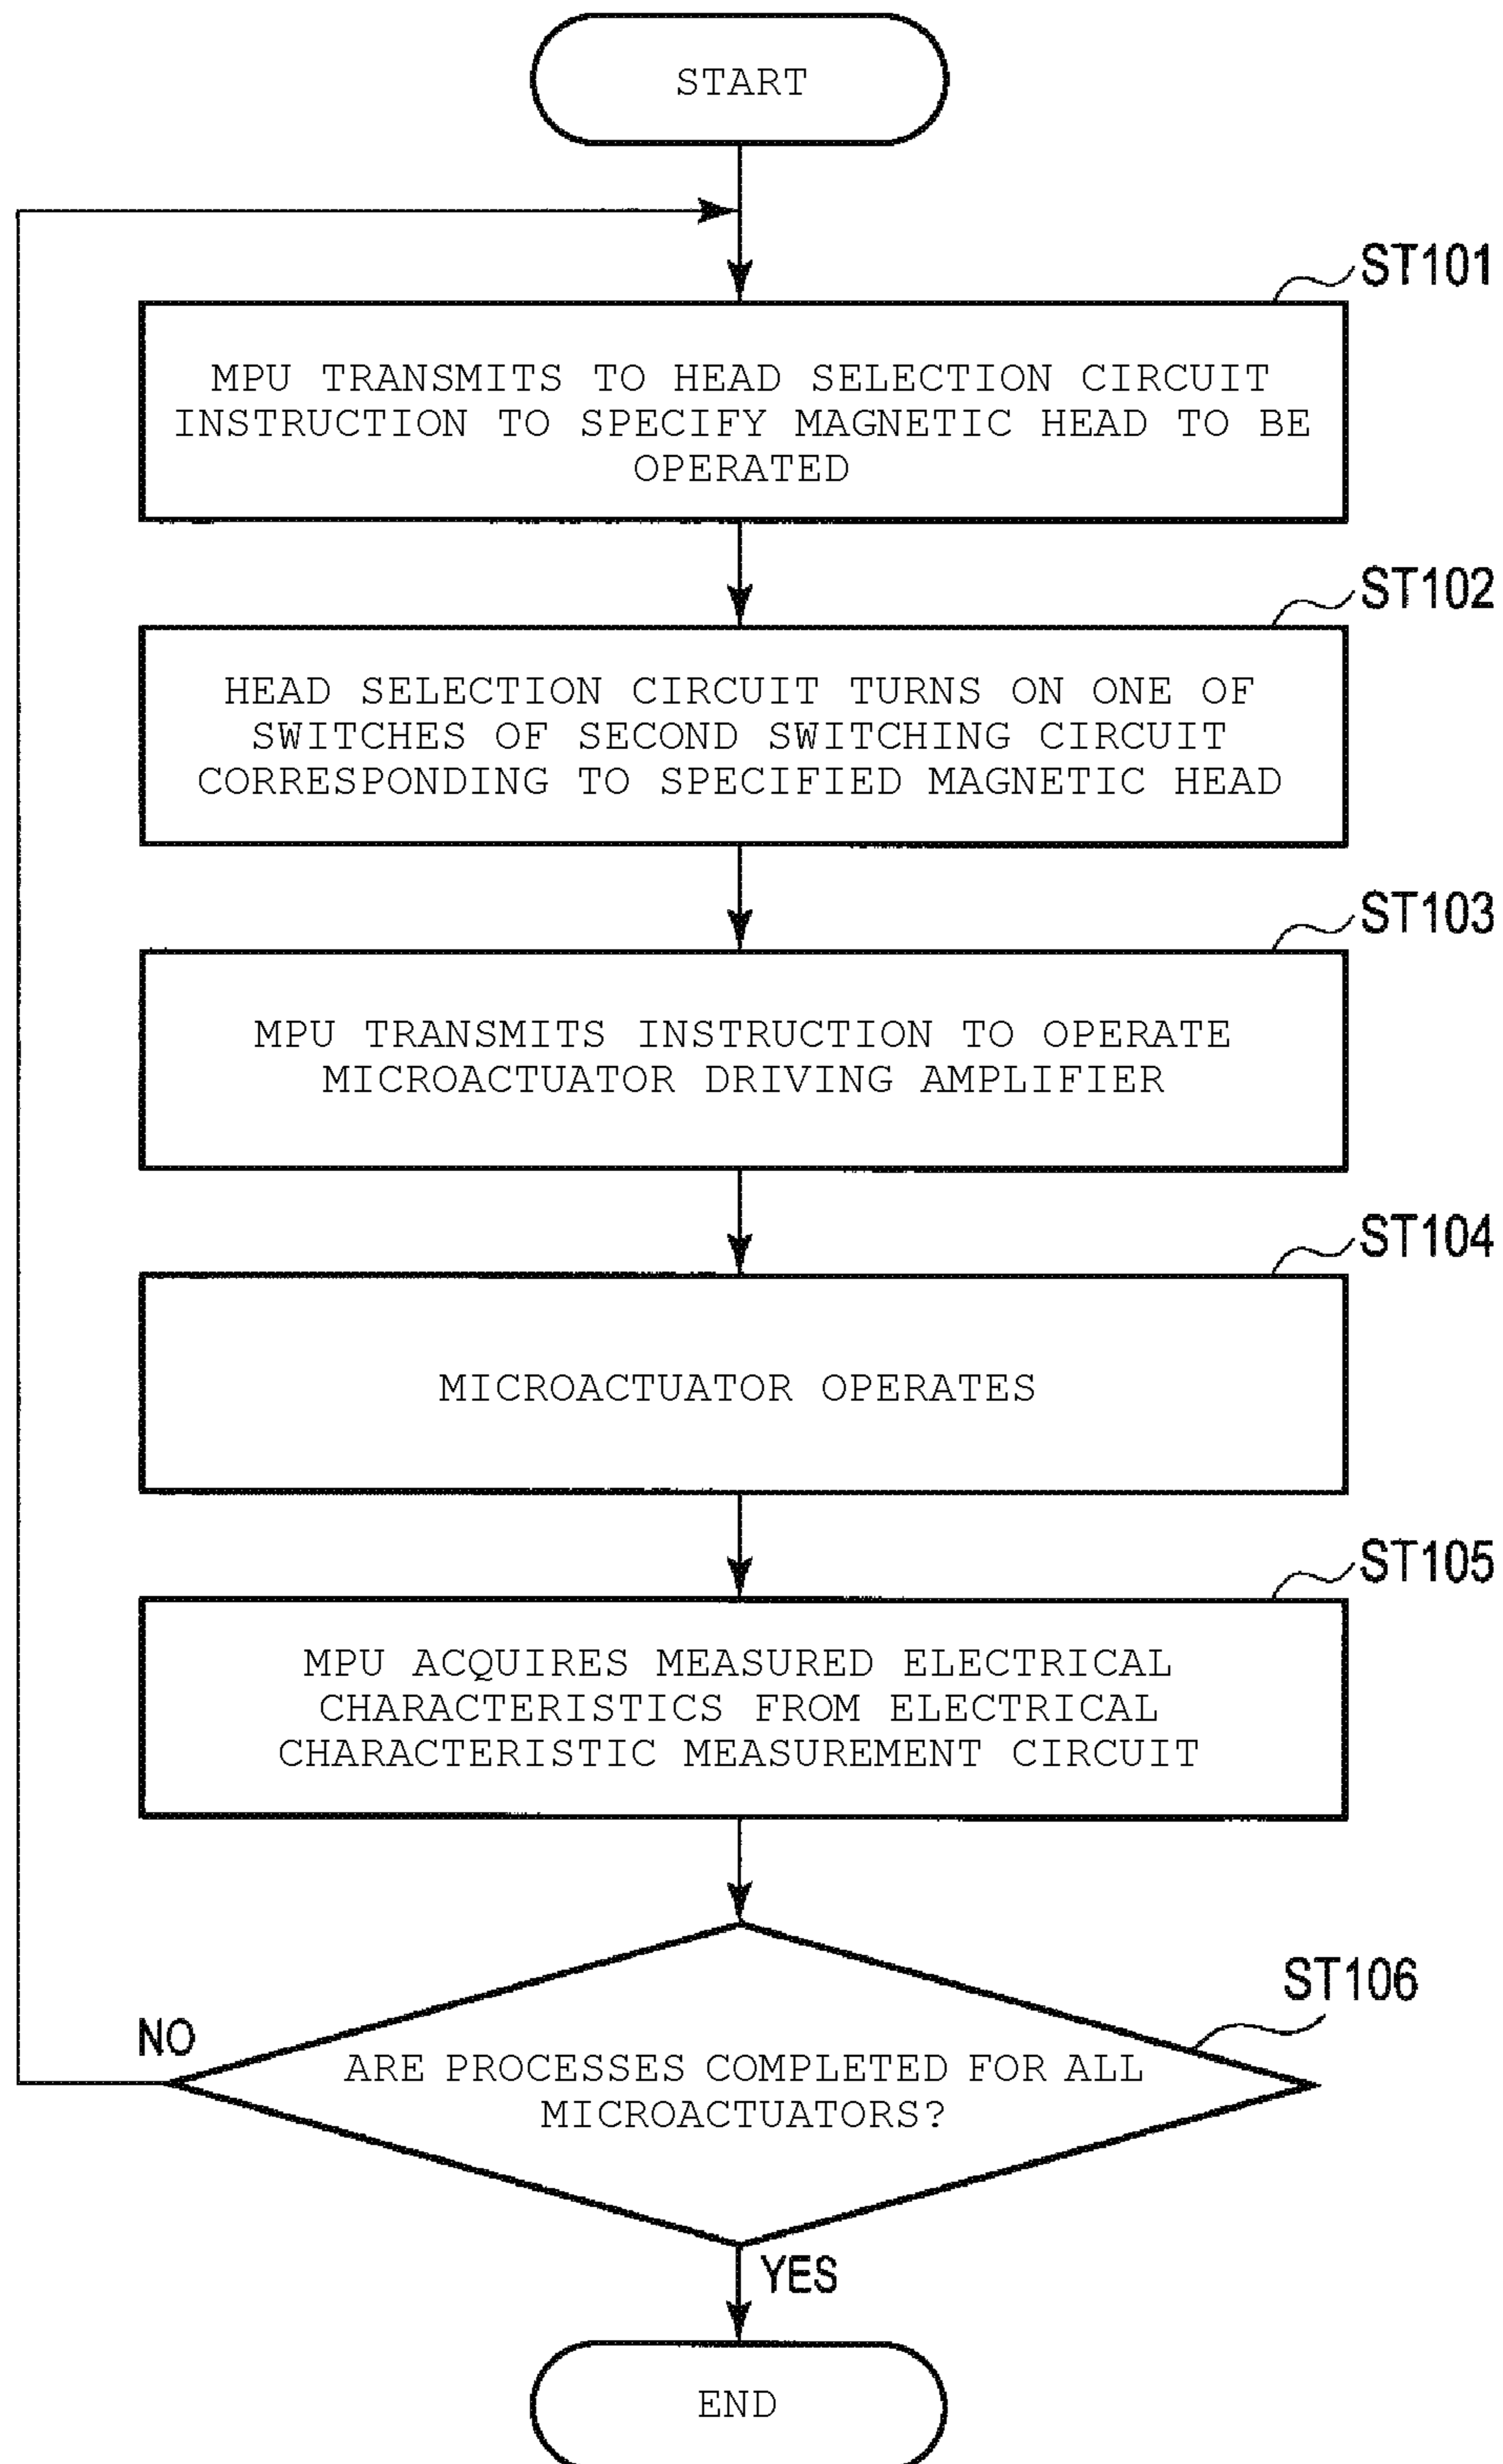 START
ST101
MPU TRANSMITS TO HEAD SELECTION CIRCUIT
INSTRUCTION TO SPECIFY MAGNETIC HEAD TO BE
OPERATED
ST102
HEAD SELECTION CIRCUIT TURNS ON ONE OF
SWITCHES OF SECOND SWITCHING CIRCUIT
CORRESPONDING TO SPECIFIED MAGNETIC HEAD
ST103
MPU TRANSMITS INSTRUCTION TO OPERATE
MICROACTUATOR DRIVING AMPLIFIER
ST104
MICROACTUATOR OPERATES
ST105
MPU ACQUIRES MEASURED ELECTRICAL
CHARACTERISTICS FROM ELECTRICAL
CHARACTERISTIC MEASUREMENT CIRCUIT
ST106
NO
ARE PROCESSES COMPLETED FOR ALL
MICROACTUATORS?
YES
END